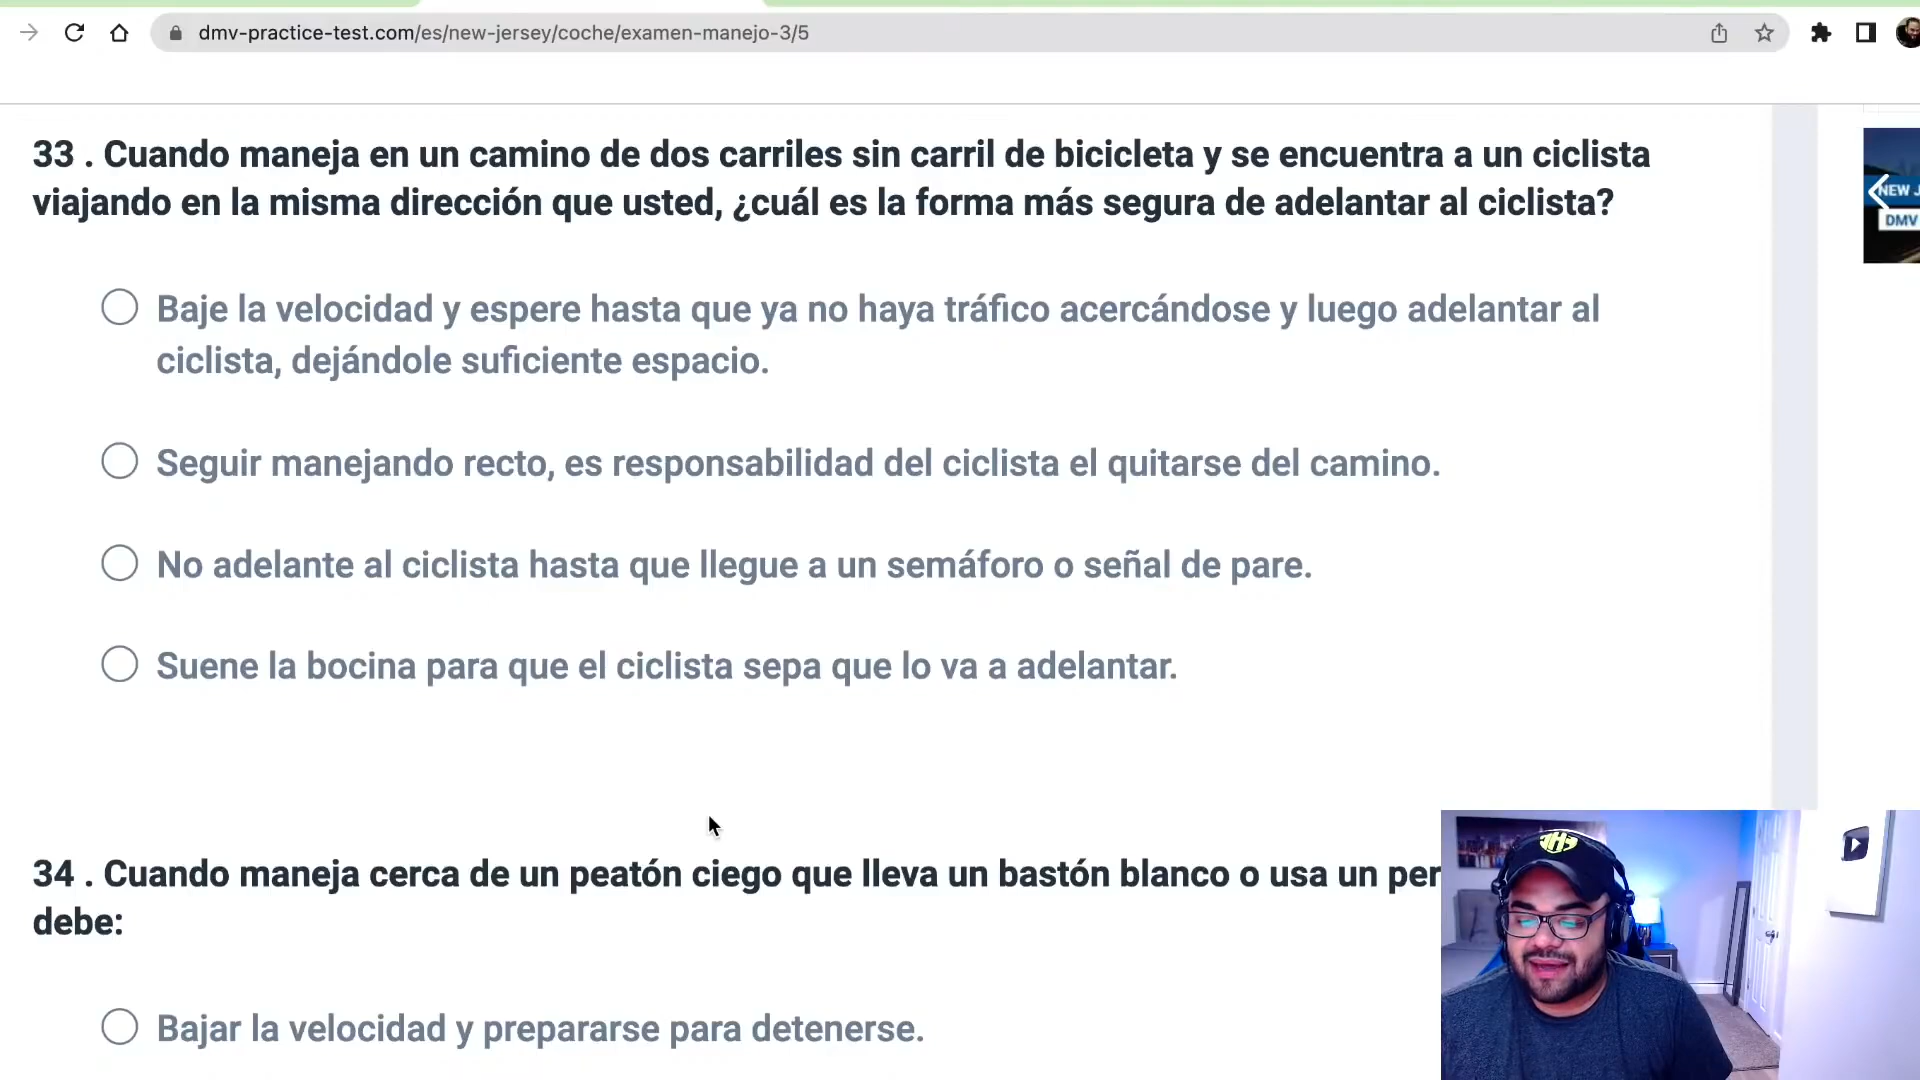 dmv-practice-test.com/es/new-jersey/coche/examen-manejo-3/5
33 . Cuando maneja en un camino de dos carriles sin carril de bicicleta y se encuentra a un ciclista
viajando en la misma dirección que usted, ¿cuál es la forma más segura de adelantar al ciclista?
NEW J
DMV
Baje la velocidad y espere hasta que ya no haya tráfico acercándose y luego adelantar al
ciclista, dejándole suficiente espacio.
Seguir manejando recto, es responsabilidad del ciclista el quitarse del camino.
No adelante al ciclista hasta que llegue a un semáforo o señal de pare.
Suene la bocina para que el ciclista sepa que lo va a adelantar.
34 . Cuando maneja cerca de un peatón ciego que lleva un bastón blanco o usa un per
debe:
Bajar la velocidad y prepararse para detenerse.